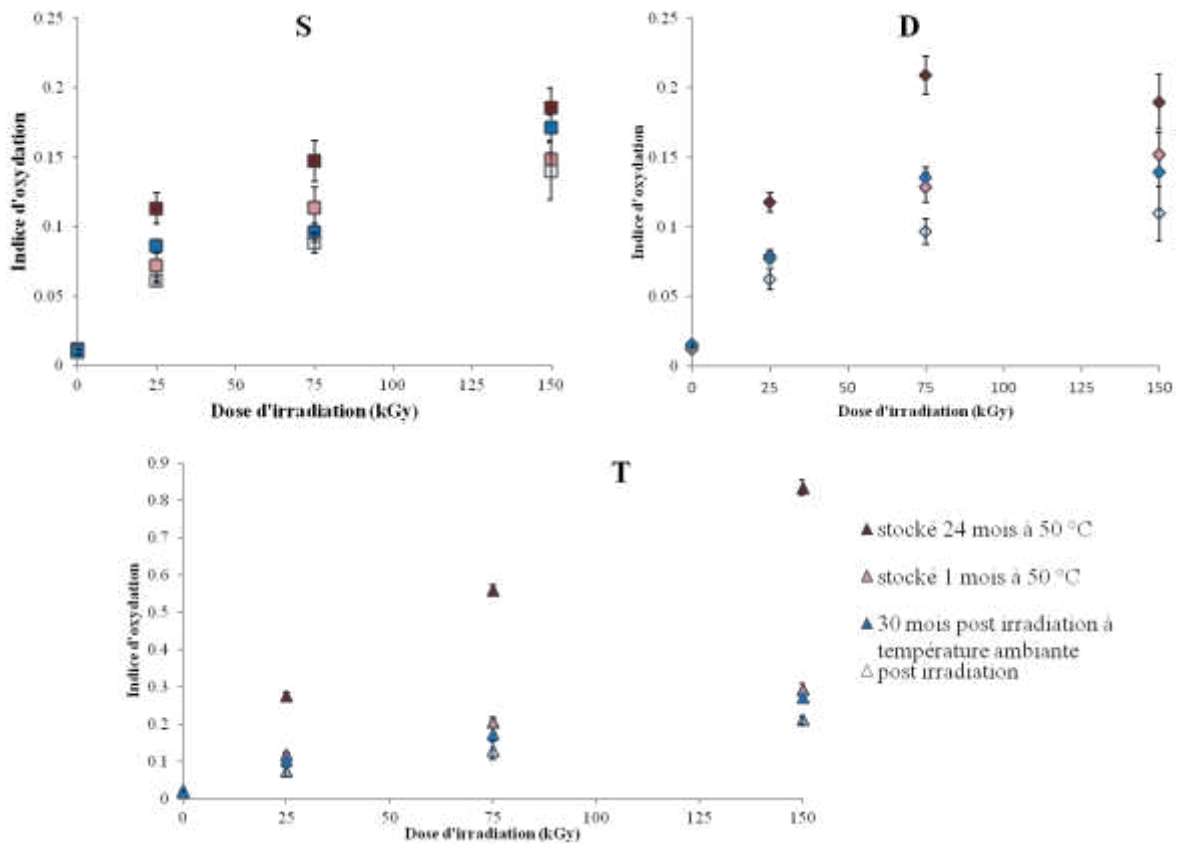 S
0.25
0.2
0.15
0.1
0.05
0
Indice d'oxydation
0 25 50 75 100 125 150
Dose d'irradiation (kGy)
D
0.25
0.2
0.15
0.1
0.05
0
Indice d'oxydation
0 25 50 75 100 125 150
Dose d'irradiation (kGy)
T
0.9
0.8
0.7
0.6
0.5
0.4
0.3
0.2
0.1
0
Indice d'oxydation
0 25 50 75 100 125 150
Dose d'irradiation (kGy)
stocké 24 mois à 50 °C
stocké 1 mois à 50 °C
30 mois post irradiation à
température ambiante
post irradiation